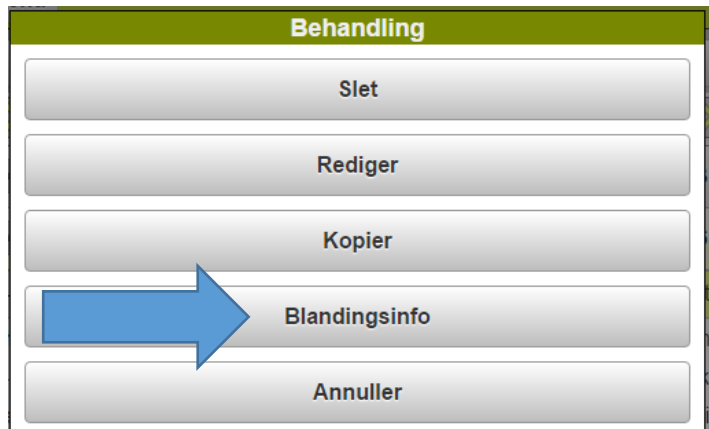 Behandling
Slet
Rediger
Kopier
Blandingsinfo
Annuller